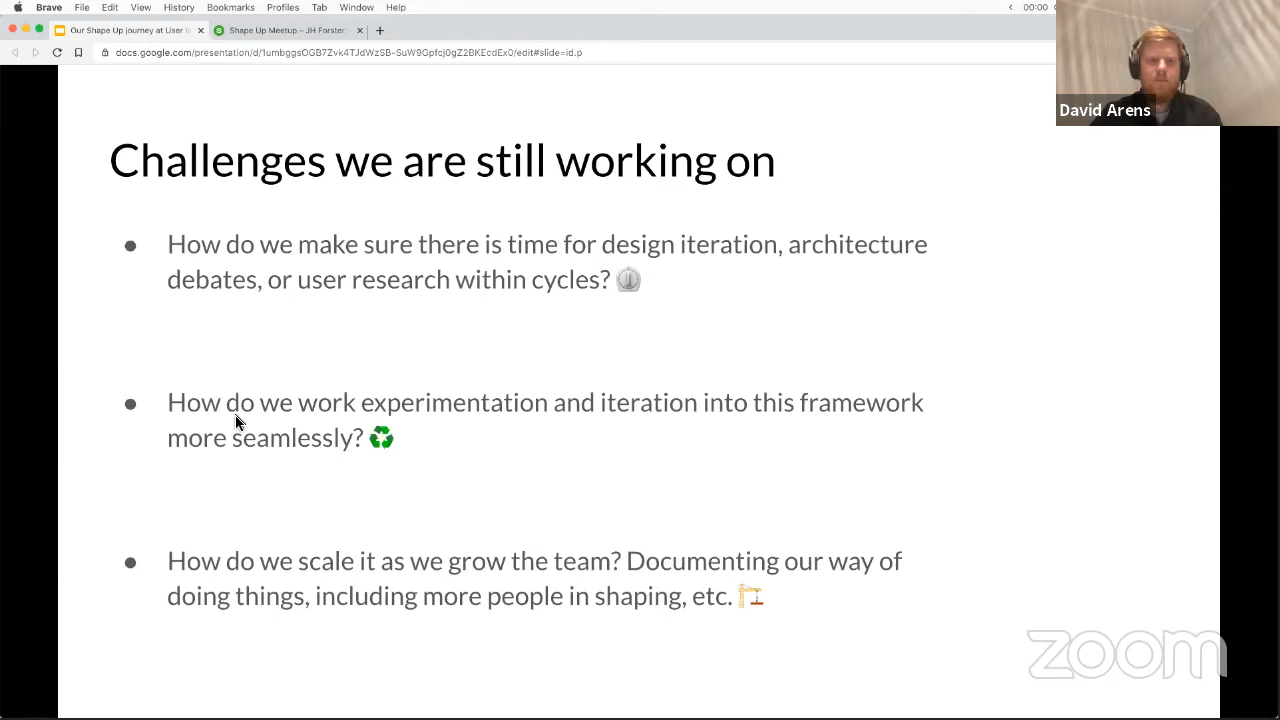 Brave File Edit View History Bookmarks Profiles Tab Window Help
00:00
Our Shape Up journey at User In
Shape Up Meetup – JH Forster
docs.google.com/presentation/d/1umbggsOGB7Zvk4TJdWzSB-SuW9Gpfcj0gZ2BKEcdEx0/edit#slide=id.p
David Arens
Challenges we are still working on
● How do we make sure there is time for design iteration, architecture
debates, or user research within cycles?
● How do we work experimentation and iteration into this framework
more seamlessly?
● How do we scale it as we grow the team? Documenting our way of
doing things, including more people in shaping, etc.
zoom